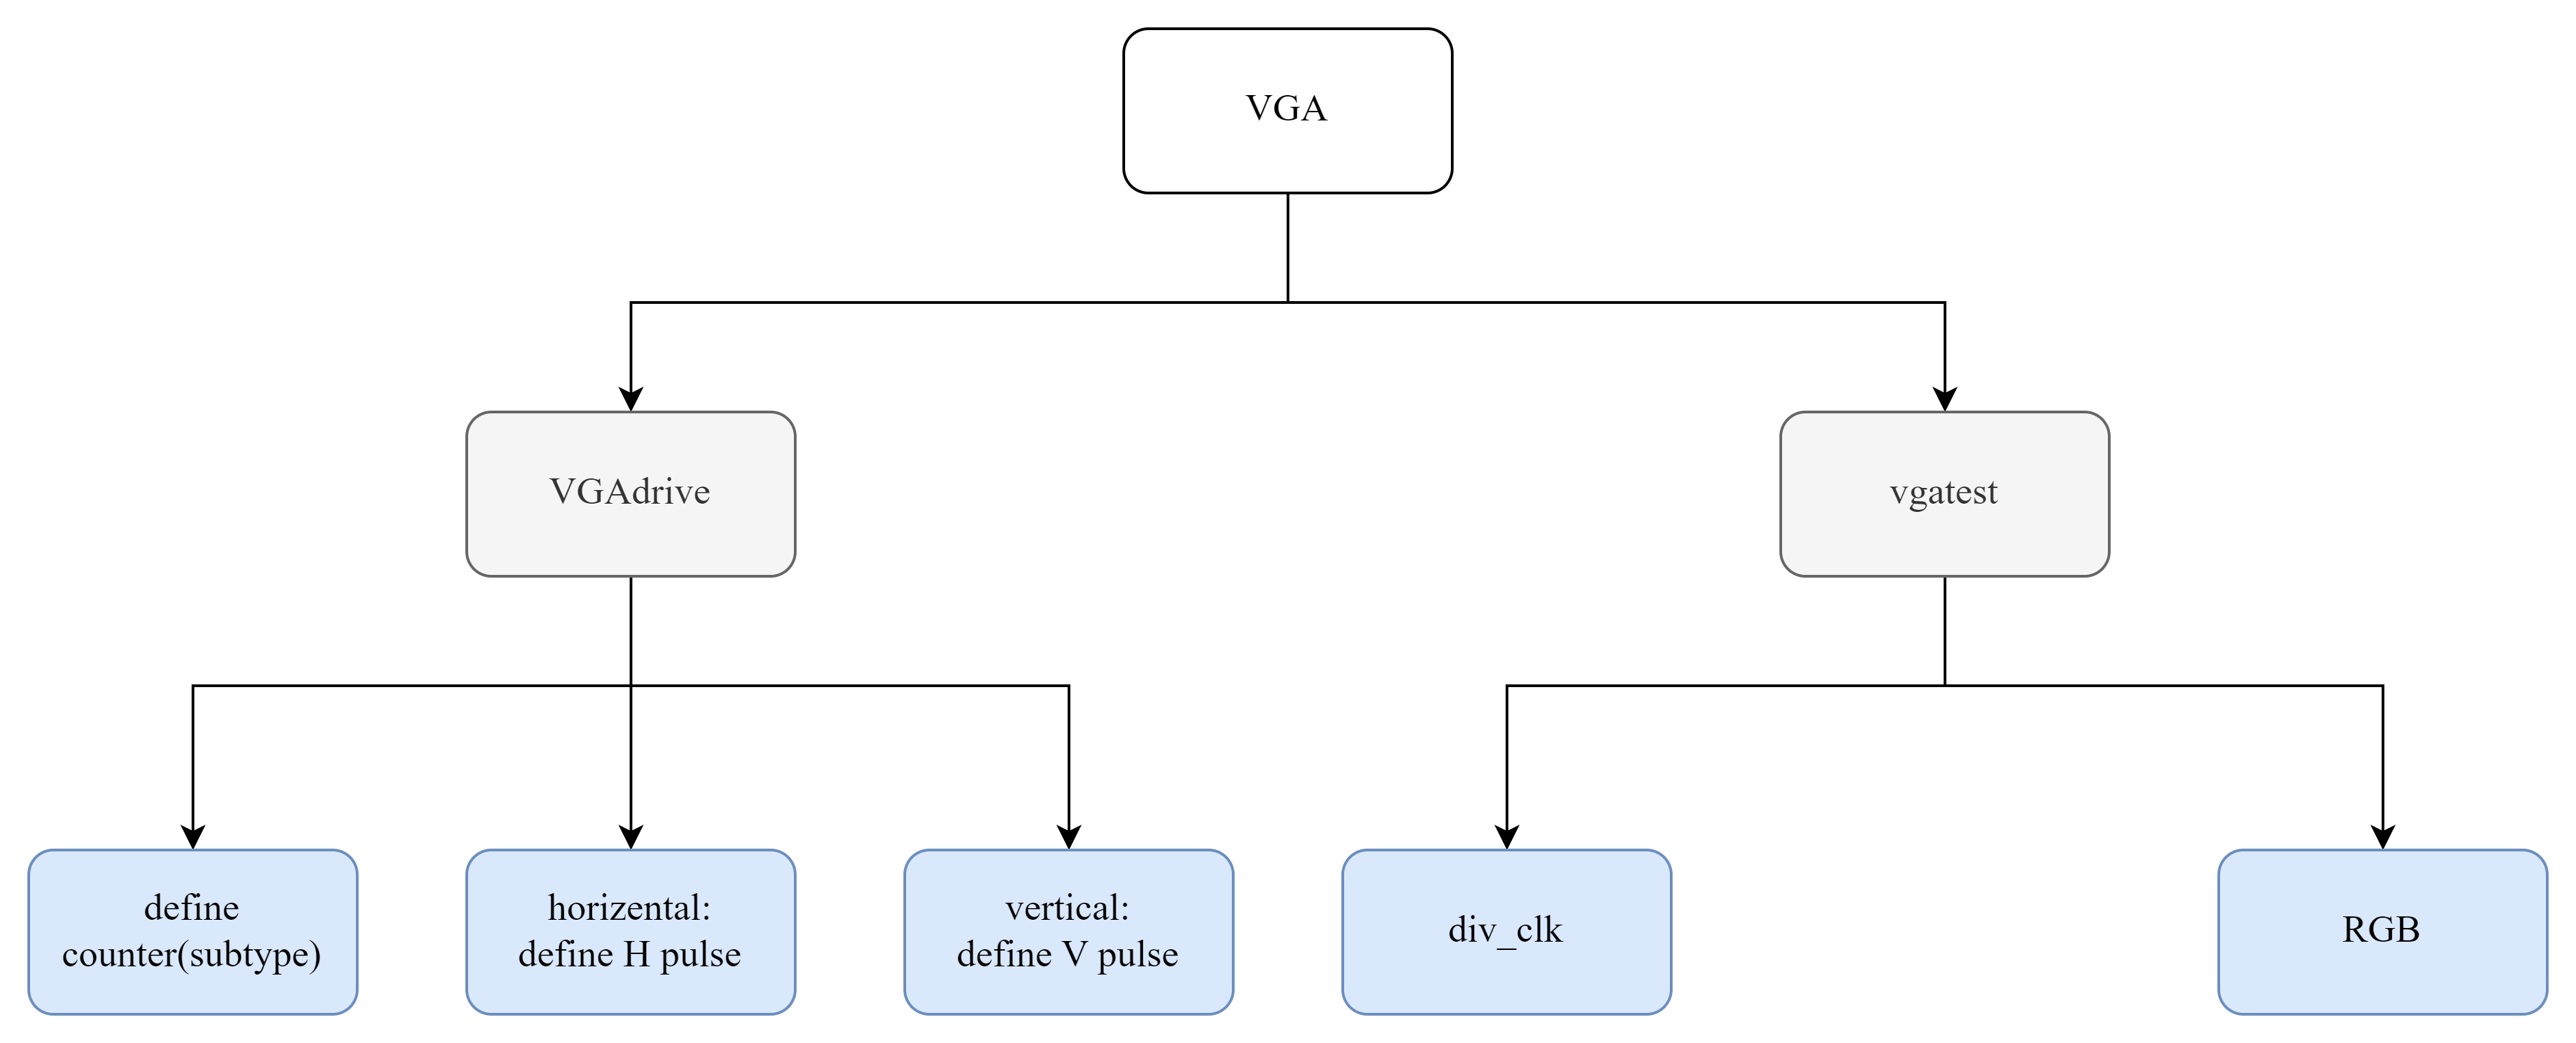 VGA
VGAdrive
vgatest
define
counter(subtype)
horizental:
define H pulse
vertical:
define V pulse
div_clk
RGB